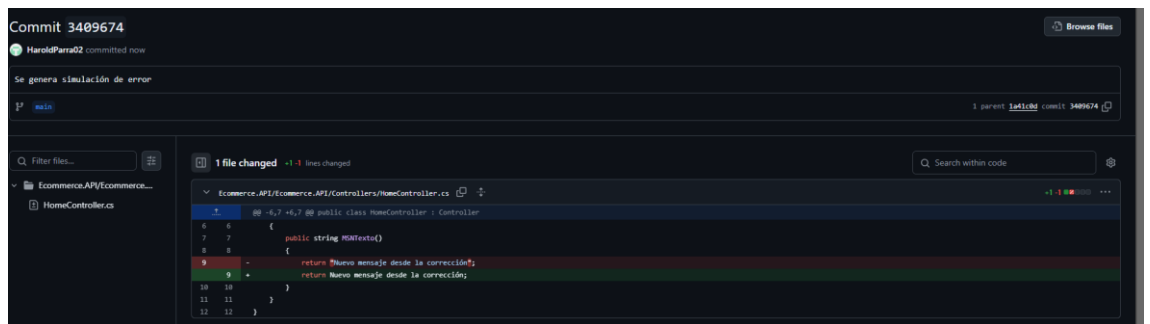 Commit 3409674
Browse files
HaroldParra02 committed now
Se genera simulación de error
main
1 parent 1a41c0d commit 3409674
Filter files...
1 file changed +1 -1 lines changed
Search within code
Ecommerce.API/Ecommerce....
HomeController.cs
Ecommerce.API/Ecommerce.API/Controllers/HomeController.cs
+1 -1
@@ -6,7 +6,7 @@ public class HomeController : Controller
6 6 {
7 7 public string MSNTexto()
8 8 {
9 - return "Nuevo mensaje desde la corrección";
9 + return Nuevo mensaje desde la corrección;
10 10 }
11 11 }
12 12 }